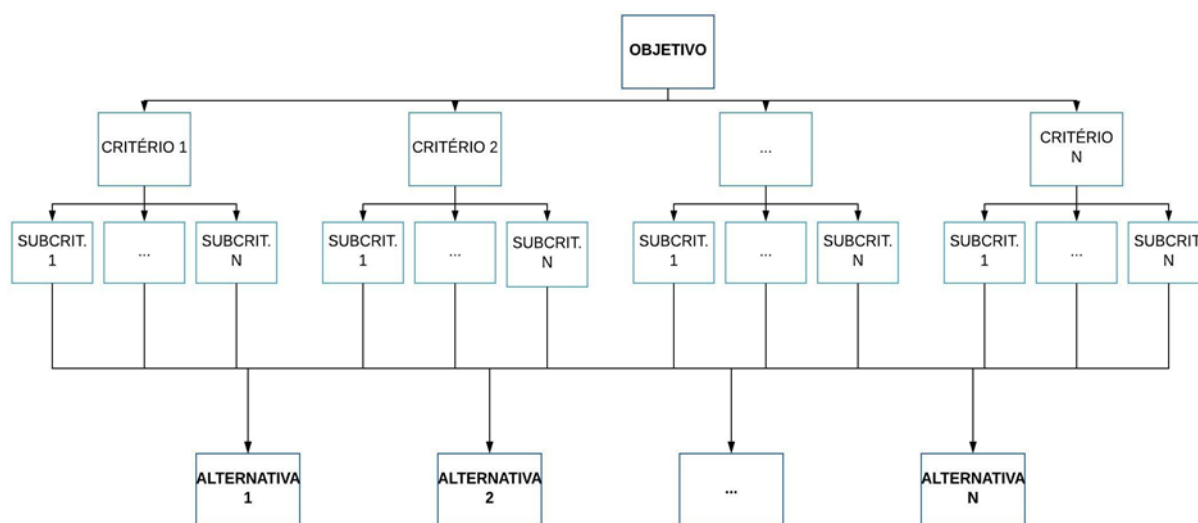 OBJETIVO
CRITÉRIO 1
CRITÉRIO 2
...
CRITÉRIO
N
SUBCRIT.
1
...
SUBCRIT.
N
SUBCRIT.
1
...
SUBCRIT.
N
SUBCRIT.
1
...
SUBCRIT.
N
SUBCRIT.
1
...
SUBCRIT.
N
ALTERNATIVA
1
ALTERNATIVA
2
...
ALTERNATIVA
N